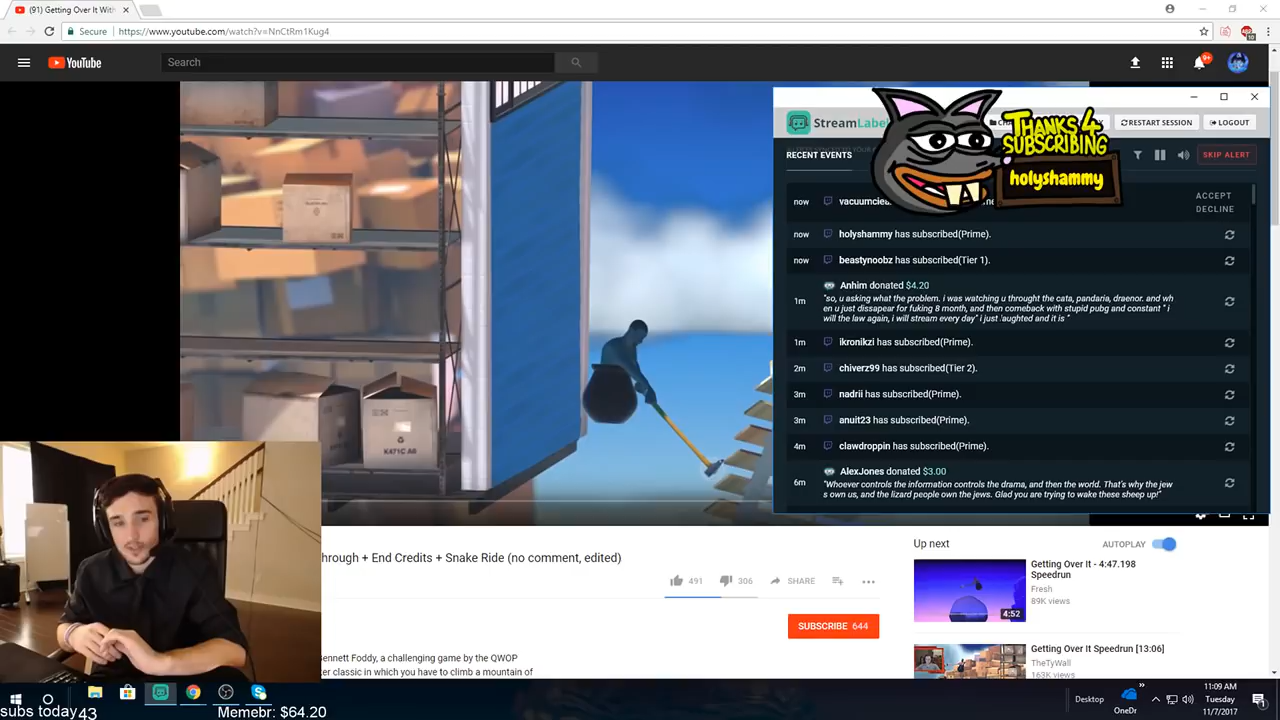 (91) Getting Over It With
Secure
https://www.youtube.com/watch?v=NnCtRm1Kug4
YouTube
Search
9+
StreamLabel
RESTART SESSION
LOGOUT
THANKS 4
SUBSCRIBING
holyshammy
RECENT EVENTS
SKIP ALERT
now
ACCEPT
DECLINE
now holyshammy has subscribed(Prime).
now beastynoobz has subscribed(Tier 1).
Anhim donated $4.20
1m
"so, u asking what the problem. i was watching u throught the cata, pandaria, draenor. and wh
en u just dissapear for fuking 8 month, and then comeback with stupid pubg and constant " i
will the law again, i will stream every day" i just laughted and it is "
1m ikronikzi has subscribed(Prime).
2m chiverz99 has subscribed(Tier 2).
3m nadrii has subscribed(Prime).
3m anuit23 has subscribed(Prime).
4m clawdroppin has subscribed(Prime).
AlexJones donated $3.00
6m
"Whoever controls the information controls the drama, and then the world. That's why the jew
s own us, and the lizard people own the jews. Glad you are trying to wake these sheep up!"
hrough + End Credits + Snake Ride (no comment, edited)
491
306
SHARE
SUBSCRIBE 644
Bennett Foddy, a challenging game by the QWOP
er classic in which you have to climb a mountain of
Up next
AUTOPLAY
Getting Over It - 4:47.198
Speedrun
Fresh
89K views
4:52
Getting Over It Speedrun [13:06]
TheTyWall
163K views
subs today43
Memebr: $64.20
Desktop
OneDr
11:09 AM
Tuesday
11/7/2017